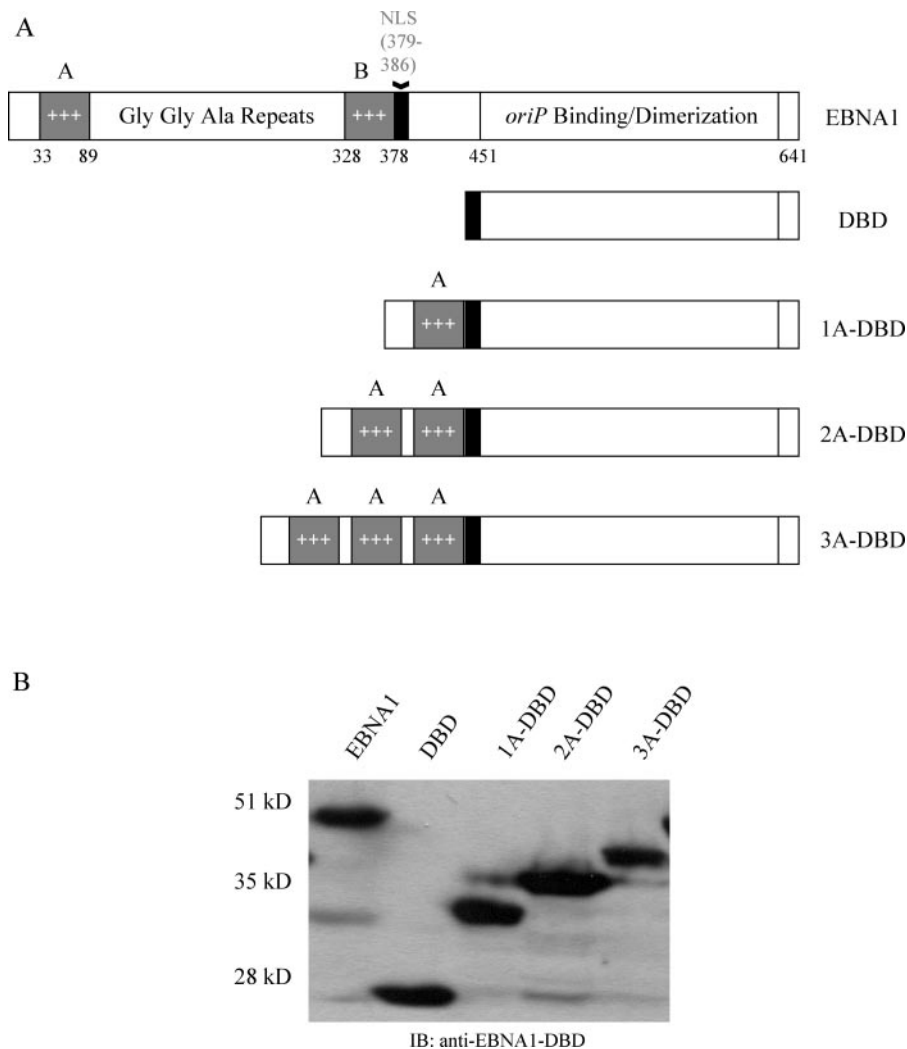 A
NLS
(379-
386)
A
B
+++
Gly Gly Ala Repeats
+++
oriP Binding/Dimerization
EBNA1
33
89
328
378
451
641
DBD
A
+++
1A-DBD
A
A
+++
+++
2A-DBD
A
A
A
+++
+++
+++
3A-DBD
B
EBNA1
DBD
1A-DBD
2A-DBD
3A-DBD
51 kD
35 kD
28 kD
IB: anti-EBNA1-DBD